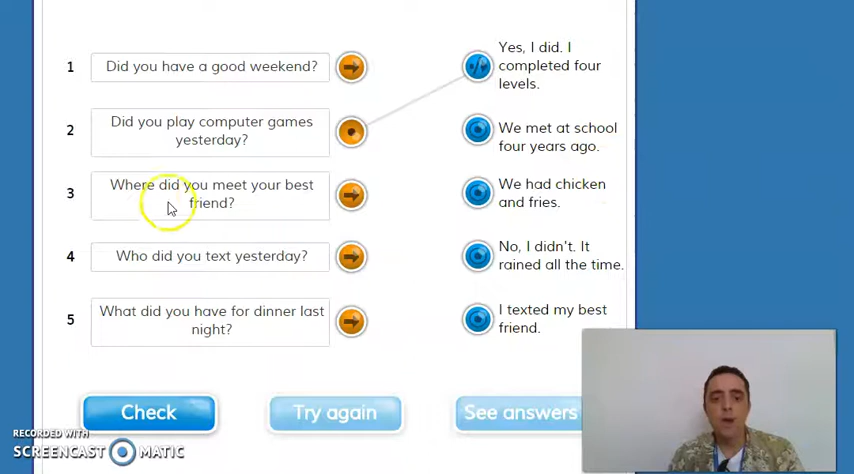 1
Did you have a good weekend?
Yes, I did. I
completed four
levels.
2
Did you play computer games
yesterday?
We met at school
four years ago.
3
Where did you meet your best
friend?
We had chicken
and fries.
4
Who did you text yesterday?
No, I didn't. It
rained all the time.
5
What did you have for dinner last
night?
I texted my best
friend.
Check
Try again
See answers
RECORDED WITH
SCREENCAST MATIC